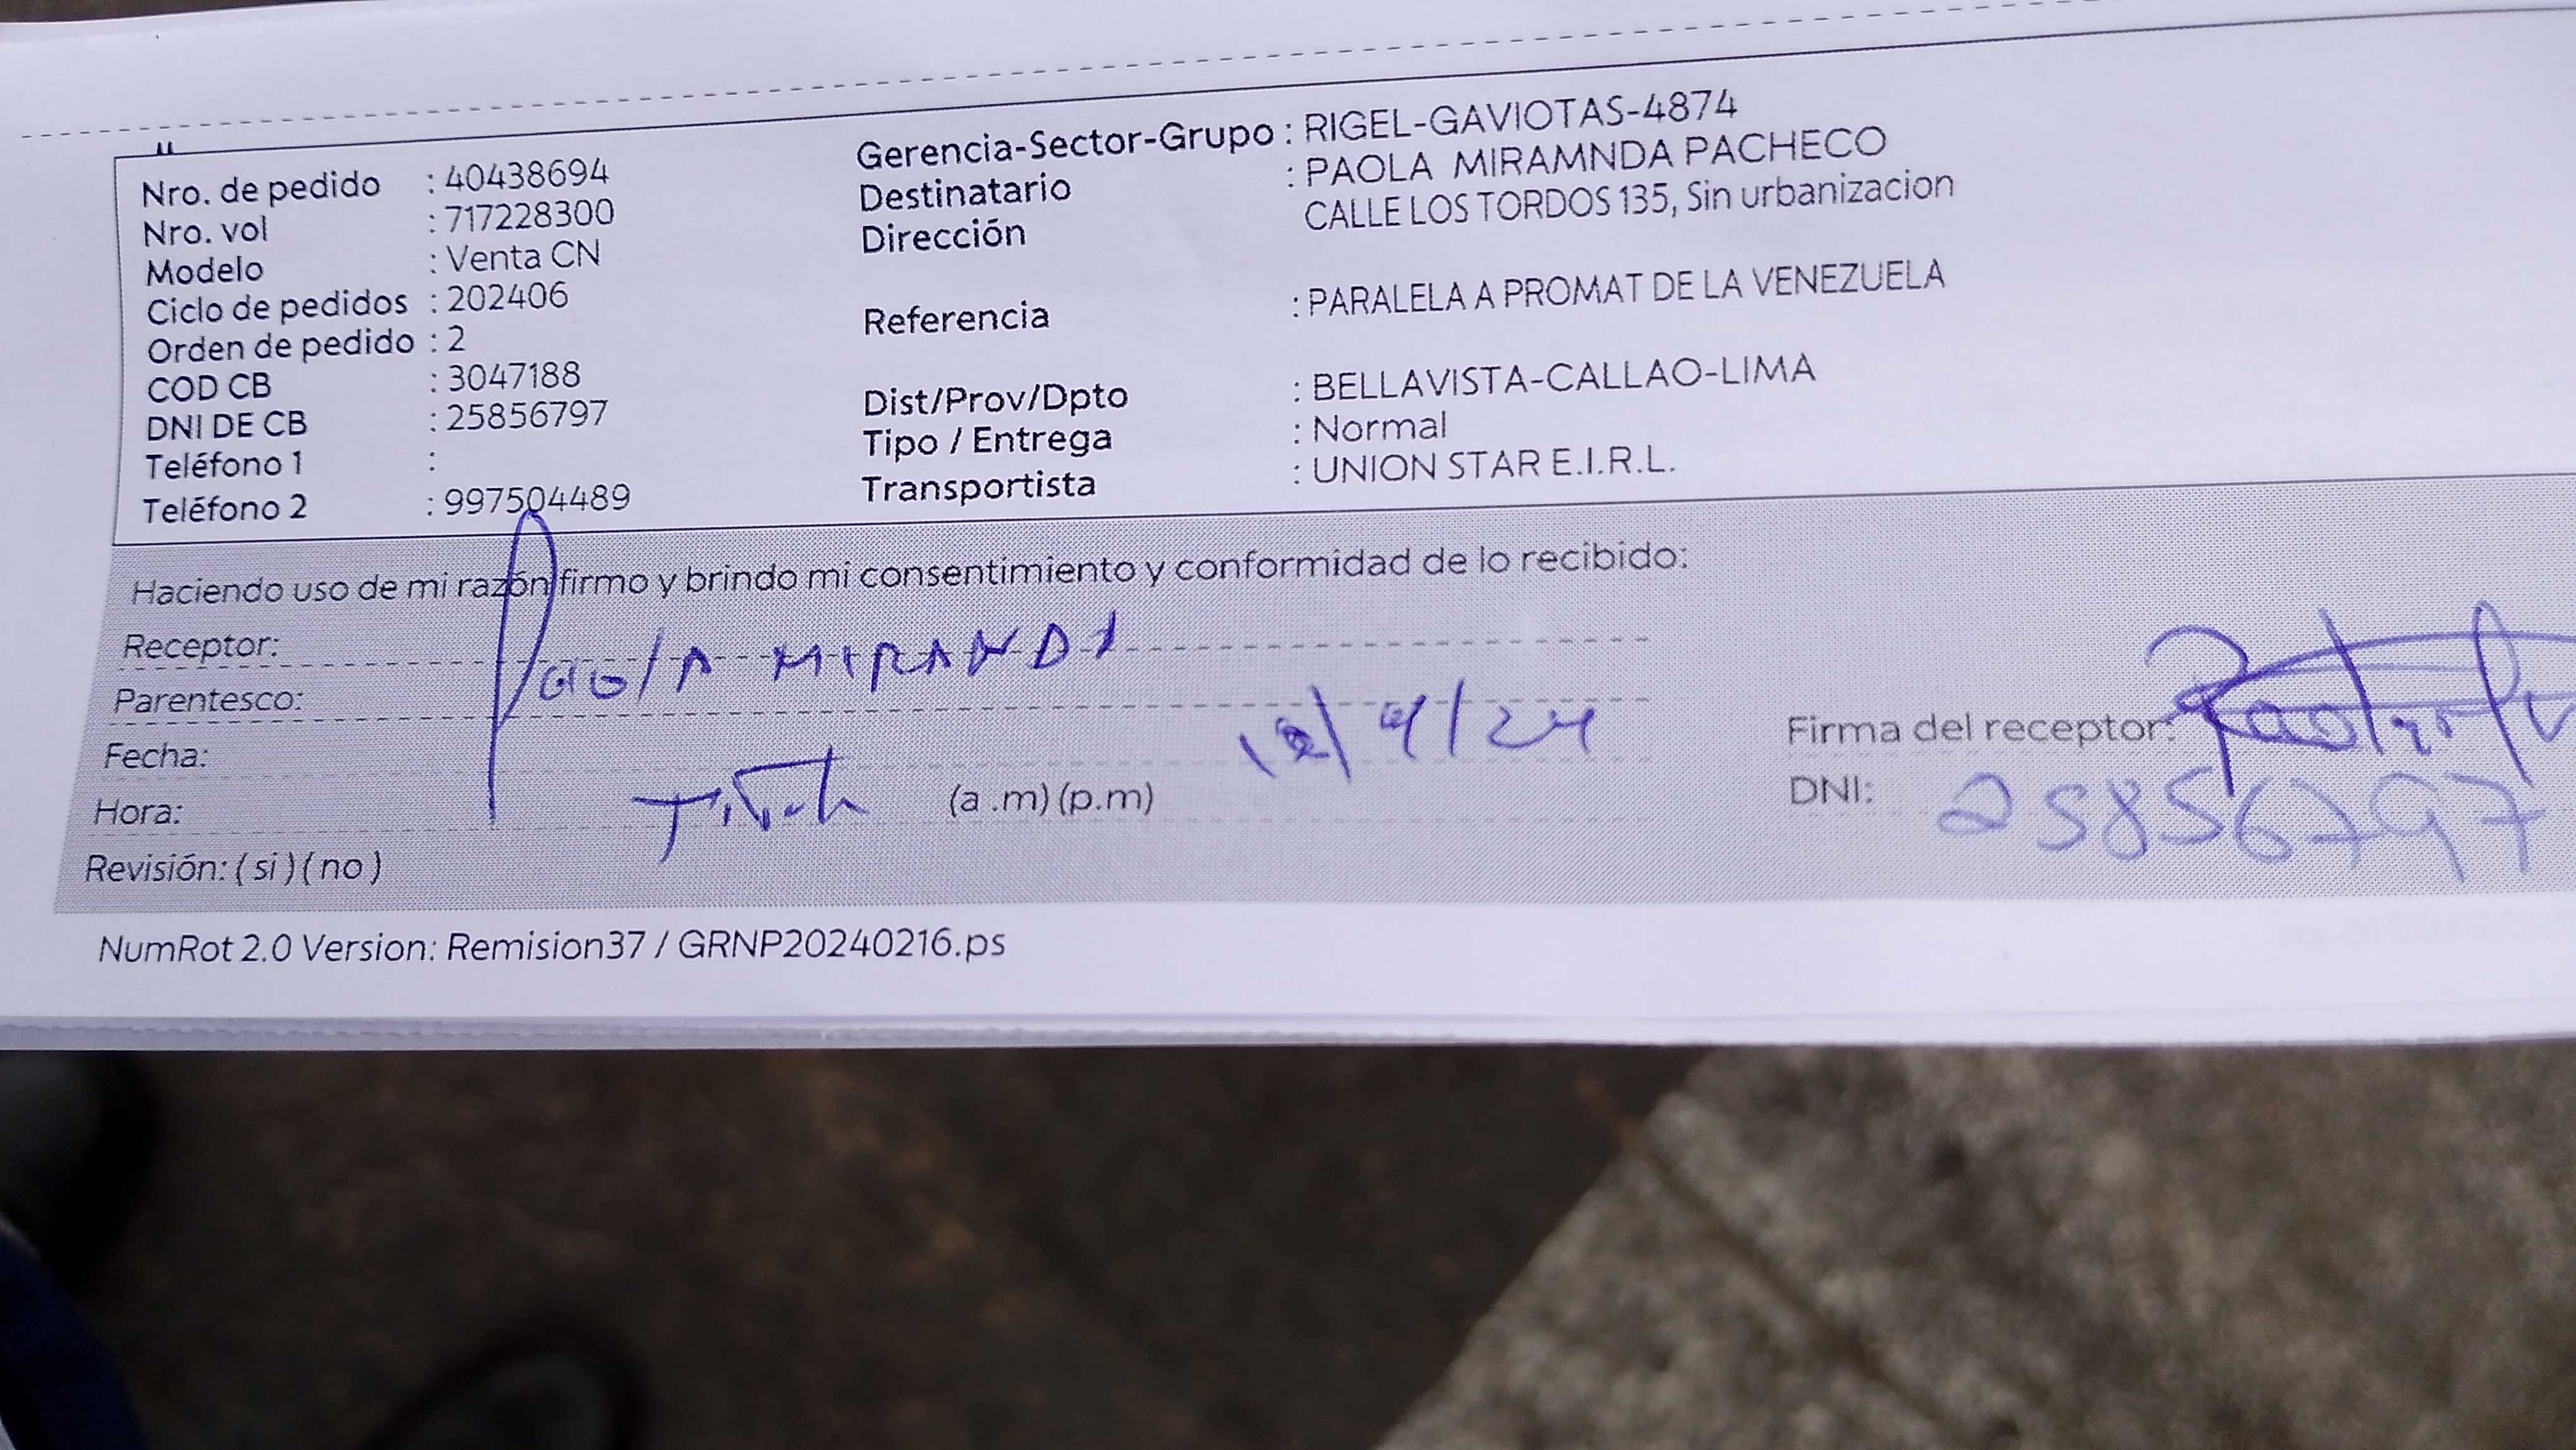 Nro. de pedido : 40438694
Nro. vol : 717228300
Modelo : Venta CN
Ciclo de pedidos : 202406
Orden de pedido : 2
COD CB : 3047188
DNI DE CB : 25856797
Teléfono 1 :
Teléfono 2 : 997504489
Gerencia-Sector-Grupo : RIGEL-GAVIOTAS-4874
Destinatario : PAOLA MIRAMNDA PACHECO
Dirección CALLE LOS TORDOS 135, Sin urbanizacion
Referencia : PARALELA A PROMAT DE LA VENEZUELA
Dist/Prov/Dpto : BELLAVISTA-CALLAO-LIMA
Tipo / Entrega : Normal
Transportista : UNION STAR E.I.R.L.
Haciendo uso de mi razón firmo y brindo mi consentimiento y conformidad de lo recibido:
Receptor: Paola MIRANDA
Parentesco:
Fecha: 12/4/24
Hora: (a .m) (p.m)
Revisión: ( si ) ( no )
Firma del receptor:
DNI: 25856797
NumRot 2.0 Version: Remision37 / GRNP20240216.ps